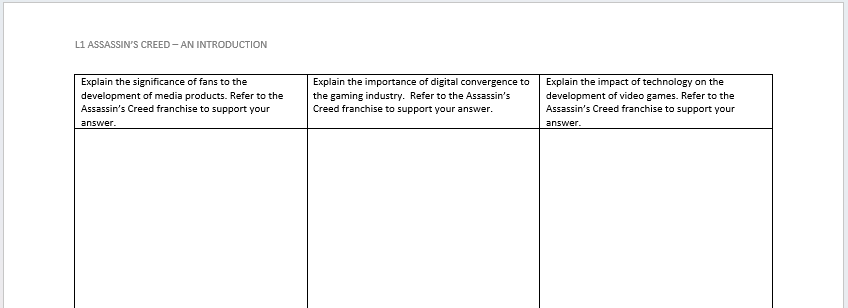 L1 ASSASSIN'S CREED – AN INTRODUCTION
Explain the significance of fans to the
development of media products. Refer to the
Assassin's Creed franchise to support your
answer.
Explain the importance of digital convergence to
the gaming industry.  Refer to the Assassin's
Creed franchise to support your answer.
Explain the impact of technology on the
development of video games. Refer to the
Assassin's Creed franchise to support your
answer.